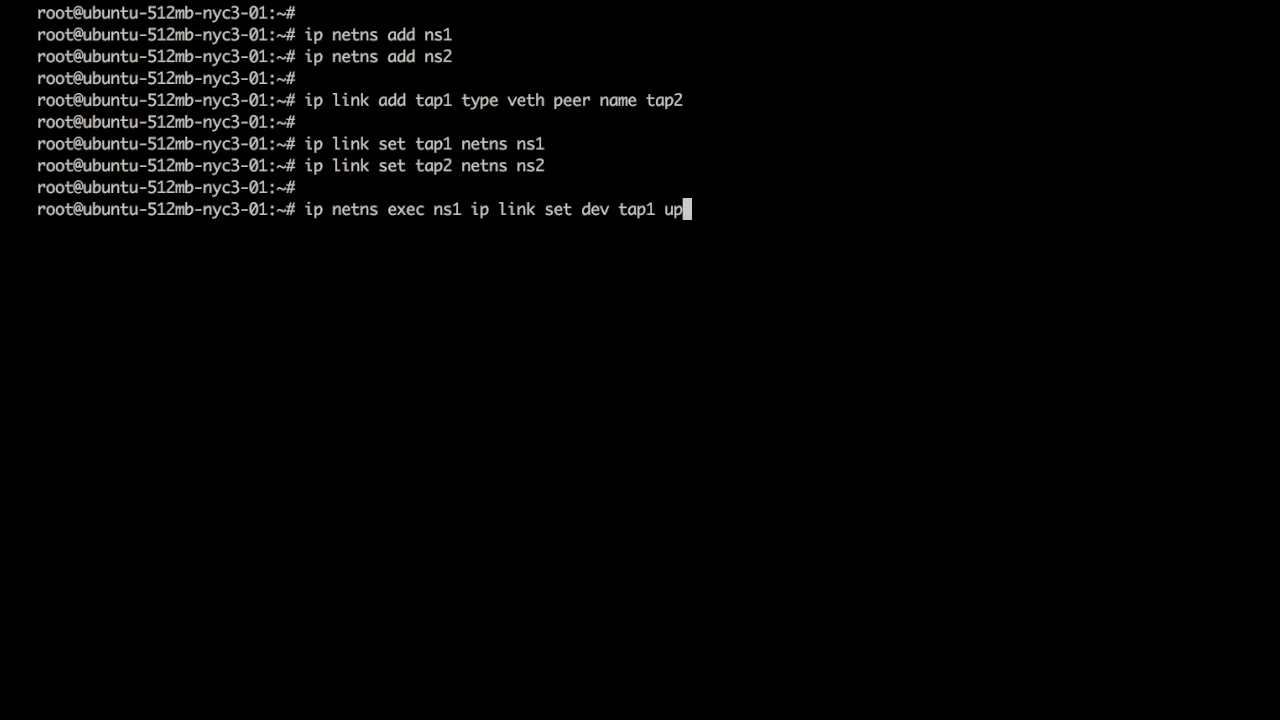 root@ubuntu-512mb-nyc3-01:~#
root@ubuntu-512mb-nyc3-01:~# ip netns add ns1
root@ubuntu-512mb-nyc3-01:~# ip netns add ns2
root@ubuntu-512mb-nyc3-01:~#
root@ubuntu-512mb-nyc3-01:~# ip link add tap1 type veth peer name tap2
root@ubuntu-512mb-nyc3-01:~#
root@ubuntu-512mb-nyc3-01:~# ip link set tap1 netns ns1
root@ubuntu-512mb-nyc3-01:~# ip link set tap2 netns ns2
root@ubuntu-512mb-nyc3-01:~#
root@ubuntu-512mb-nyc3-01:~# ip netns exec ns1 ip link set dev tap1 up